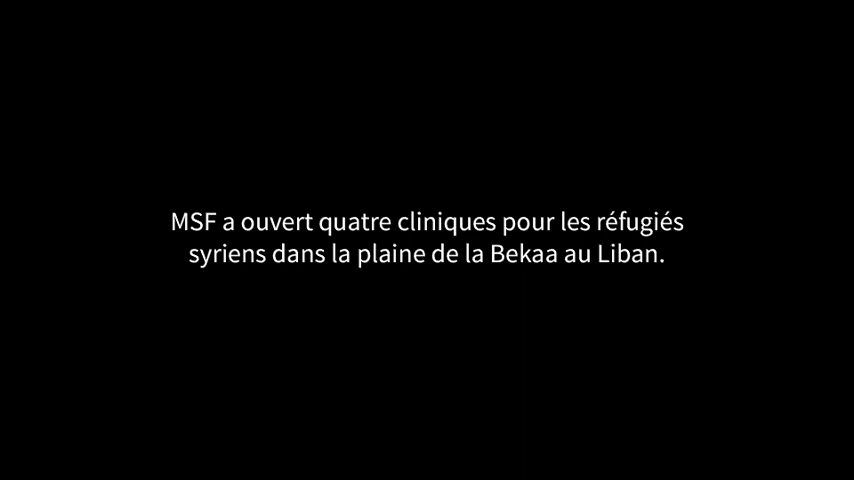 MSF a ouvert quatre cliniques pour les réfugiés
syriens dans la plaine de la Bekaa au Liban.